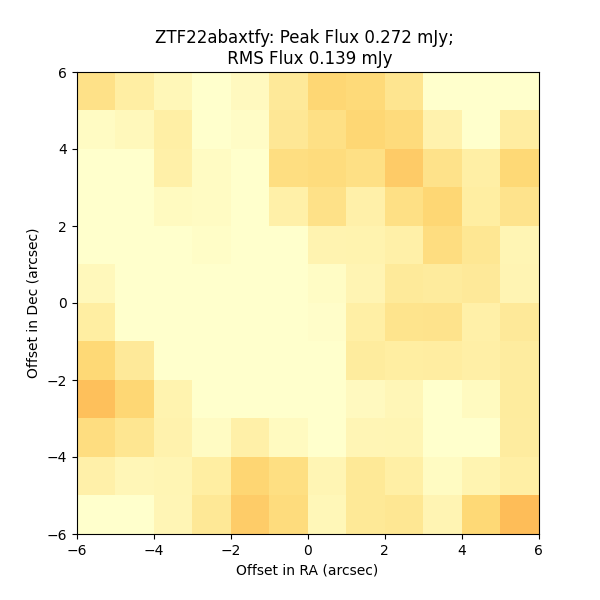 ZTF22abaxtfy: Peak Flux 0.272 mJy;
RMS Flux 0.139 mJy
6
4
2
0
−2
−4
−6
Offset in Dec (arcsec)
−6 −4 −2 0 2 4 6
Offset in RA (arcsec)